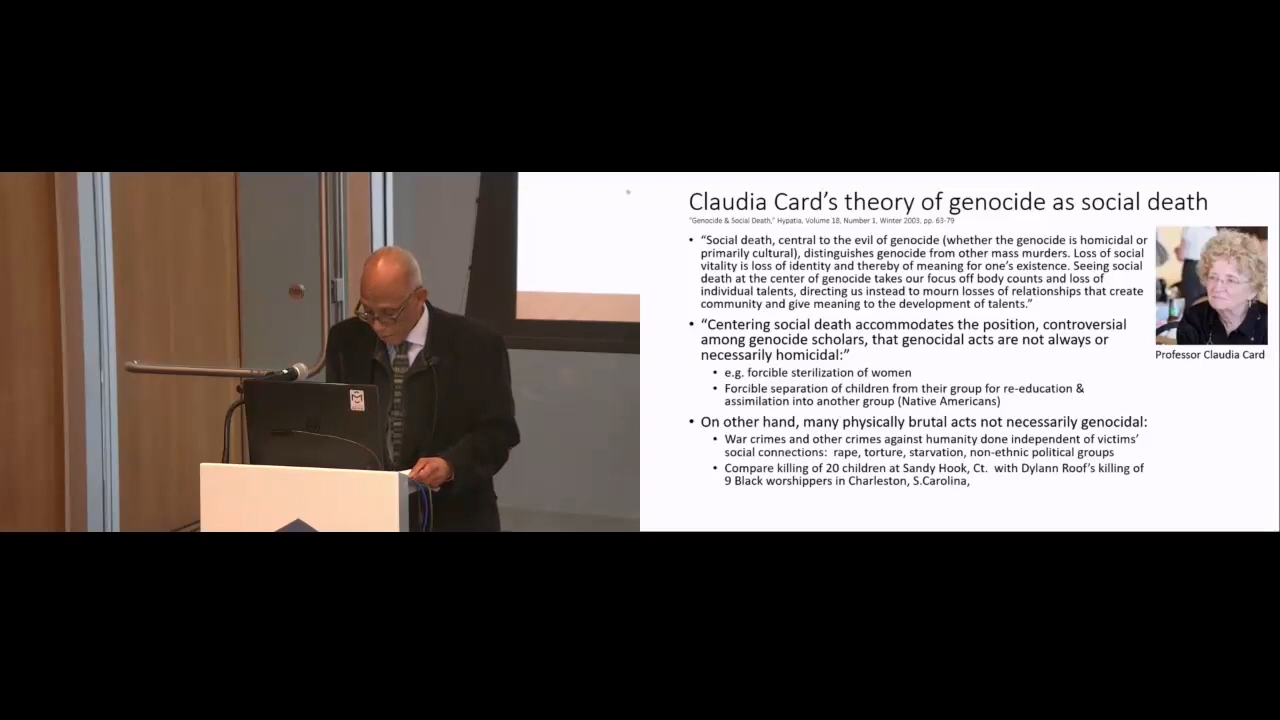 Claudia Card’s theory of genocide as social death
“Genocide & Social Death,” Hypatia, Volume 18, Number 1, Winter 2003, pp. 63-79
• “Social death, central to the evil of genocide (whether the genocide is homicidal or
primarily cultural), distinguishes genocide from other mass murders. Loss of social
vitality is loss of identity and thereby of meaning for one’s existence. Seeing social
death at the center of genocide takes our focus off body counts and loss of
individual talents, directing us instead to mourn losses of relationships that create
community and give meaning to the development of talents.”
• “Centering social death accommodates the position, controversial
among genocide scholars, that genocidal acts are not always or
necessarily homicidal:”
• e.g. forcible sterilization of women
• Forcible separation of children from their group for re-education &
assimilation into another group (Native Americans)
• On other hand, many physically brutal acts not necessarily genocidal:
• War crimes and other crimes against humanity done independent of victims’
social connections: rape, torture, starvation, non-ethnic political groups
• Compare killing of 20 children at Sandy Hook, Ct. with Dylann Roof’s killing of
9 Black worshippers in Charleston, S.Carolina,
Professor Claudia Card